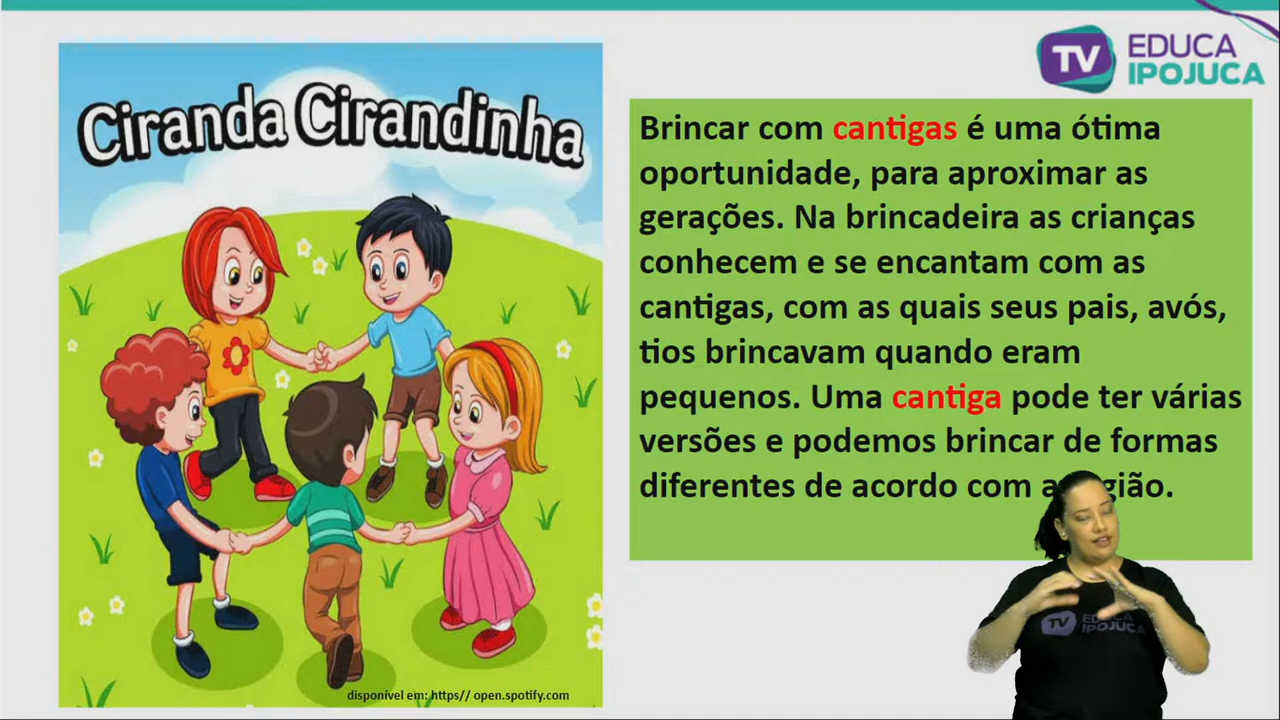 Ciranda Cirandinha
disponível em: https// open.spotify.com
TV EDUCA
IPOJUCA
Brincar com cantigas é uma ótima
oportunidade, para aproximar as
gerações. Na brincadeira as crianças
conhecem e se encantam com as
cantigas, com as quais seus pais, avós,
tios brincavam quando eram
pequenos. Uma cantiga pode ter várias
versões e podemos brincar de formas
diferentes de acordo com
TV EDUCA
IPOJUCA